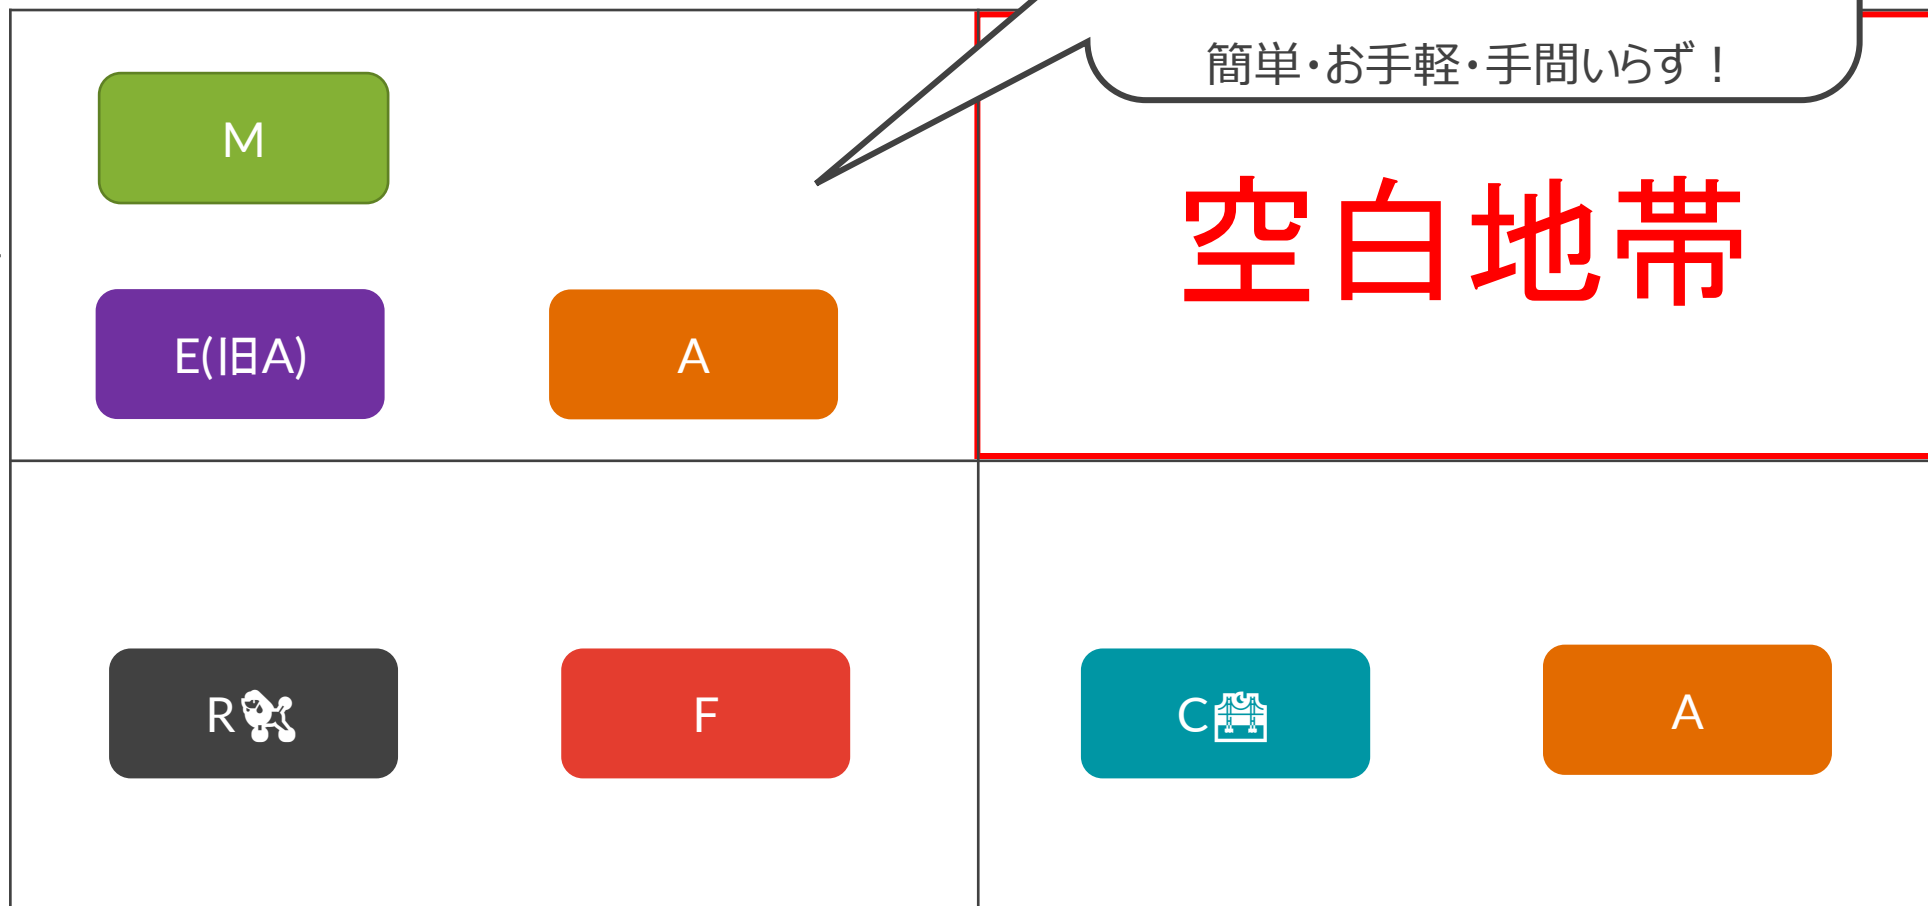 簡単・お手軽・手間いらず！
M
空白地帯
E(旧A)
A
R🐩
F
C🌉
A